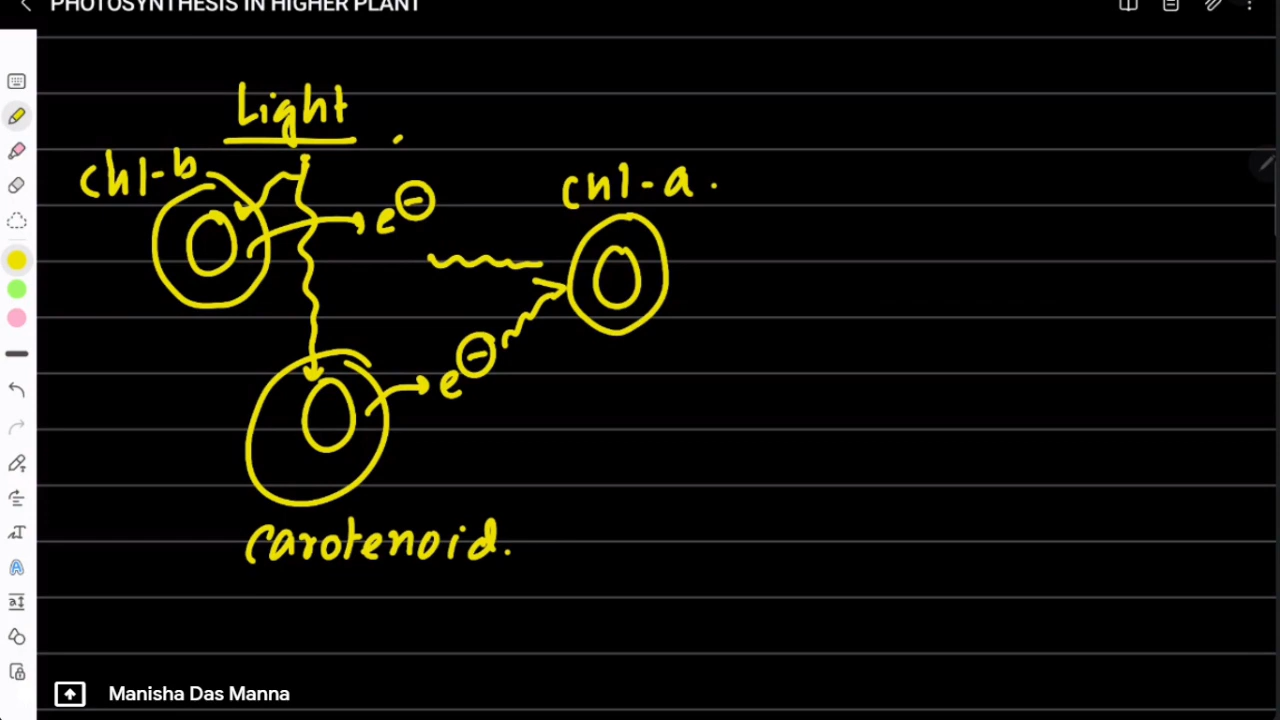 PHOTOSYNTHESIS IN HIGHER PLANT
Light
chl-b
e⊖
chl-a.
e⊖
carotenoid.
Manisha Das Manna